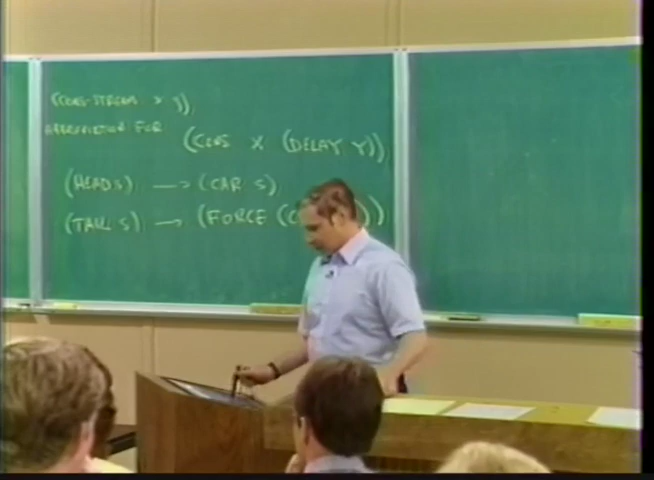 (CONS-STREAM X Y),
ABBREVIATION FOR
(CONS X (DELAY Y))
(HEAD S) —> (CAR S)
(TAIL S) —> (FORCE (C ))